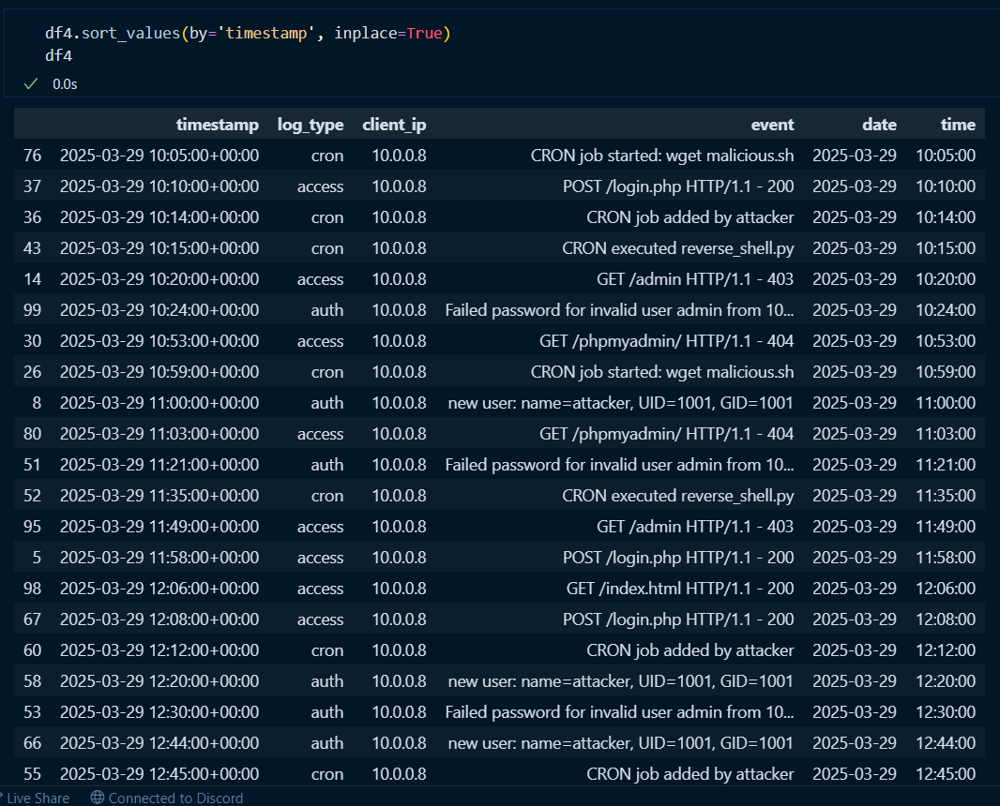 df4.sort_values(by='timestamp', inplace=True)
df4
0.0s
timestamp log_type client_ip event date time
76 2025-03-29 10:05:00+00:00 cron 10.0.0.8 CRON job started: wget malicious.sh 2025-03-29 10:05:00
37 2025-03-29 10:10:00+00:00 access 10.0.0.8 POST /login.php HTTP/1.1 - 200 2025-03-29 10:10:00
36 2025-03-29 10:14:00+00:00 cron 10.0.0.8 CRON job added by attacker 2025-03-29 10:14:00
43 2025-03-29 10:15:00+00:00 cron 10.0.0.8 CRON executed reverse_shell.py 2025-03-29 10:15:00
14 2025-03-29 10:20:00+00:00 access 10.0.0.8 GET /admin HTTP/1.1 - 403 2025-03-29 10:20:00
99 2025-03-29 10:24:00+00:00 auth 10.0.0.8 Failed password for invalid user admin from 10... 2025-03-29 10:24:00
30 2025-03-29 10:53:00+00:00 access 10.0.0.8 GET /phpmyadmin/ HTTP/1.1 - 404 2025-03-29 10:53:00
26 2025-03-29 10:59:00+00:00 cron 10.0.0.8 CRON job started: wget malicious.sh 2025-03-29 10:59:00
8 2025-03-29 11:00:00+00:00 auth 10.0.0.8 new user: name=attacker, UID=1001, GID=1001 2025-03-29 11:00:00
80 2025-03-29 11:03:00+00:00 access 10.0.0.8 GET /phpmyadmin/ HTTP/1.1 - 404 2025-03-29 11:03:00
51 2025-03-29 11:21:00+00:00 auth 10.0.0.8 Failed password for invalid user admin from 10... 2025-03-29 11:21:00
52 2025-03-29 11:35:00+00:00 cron 10.0.0.8 CRON executed reverse_shell.py 2025-03-29 11:35:00
95 2025-03-29 11:49:00+00:00 access 10.0.0.8 GET /admin HTTP/1.1 - 403 2025-03-29 11:49:00
5 2025-03-29 11:58:00+00:00 access 10.0.0.8 POST /login.php HTTP/1.1 - 200 2025-03-29 11:58:00
98 2025-03-29 12:06:00+00:00 access 10.0.0.8 GET /index.html HTTP/1.1 - 200 2025-03-29 12:06:00
67 2025-03-29 12:08:00+00:00 access 10.0.0.8 POST /login.php HTTP/1.1 - 200 2025-03-29 12:08:00
60 2025-03-29 12:12:00+00:00 cron 10.0.0.8 CRON job added by attacker 2025-03-29 12:12:00
58 2025-03-29 12:20:00+00:00 auth 10.0.0.8 new user: name=attacker, UID=1001, GID=1001 2025-03-29 12:20:00
53 2025-03-29 12:30:00+00:00 auth 10.0.0.8 Failed password for invalid user admin from 10... 2025-03-29 12:30:00
66 2025-03-29 12:44:00+00:00 auth 10.0.0.8 new user: name=attacker, UID=1001, GID=1001 2025-03-29 12:44:00
55 2025-03-29 12:45:00+00:00 cron 10.0.0.8 CRON job added by attacker 2025-03-29 12:45:00
Live Share Connected to Discord